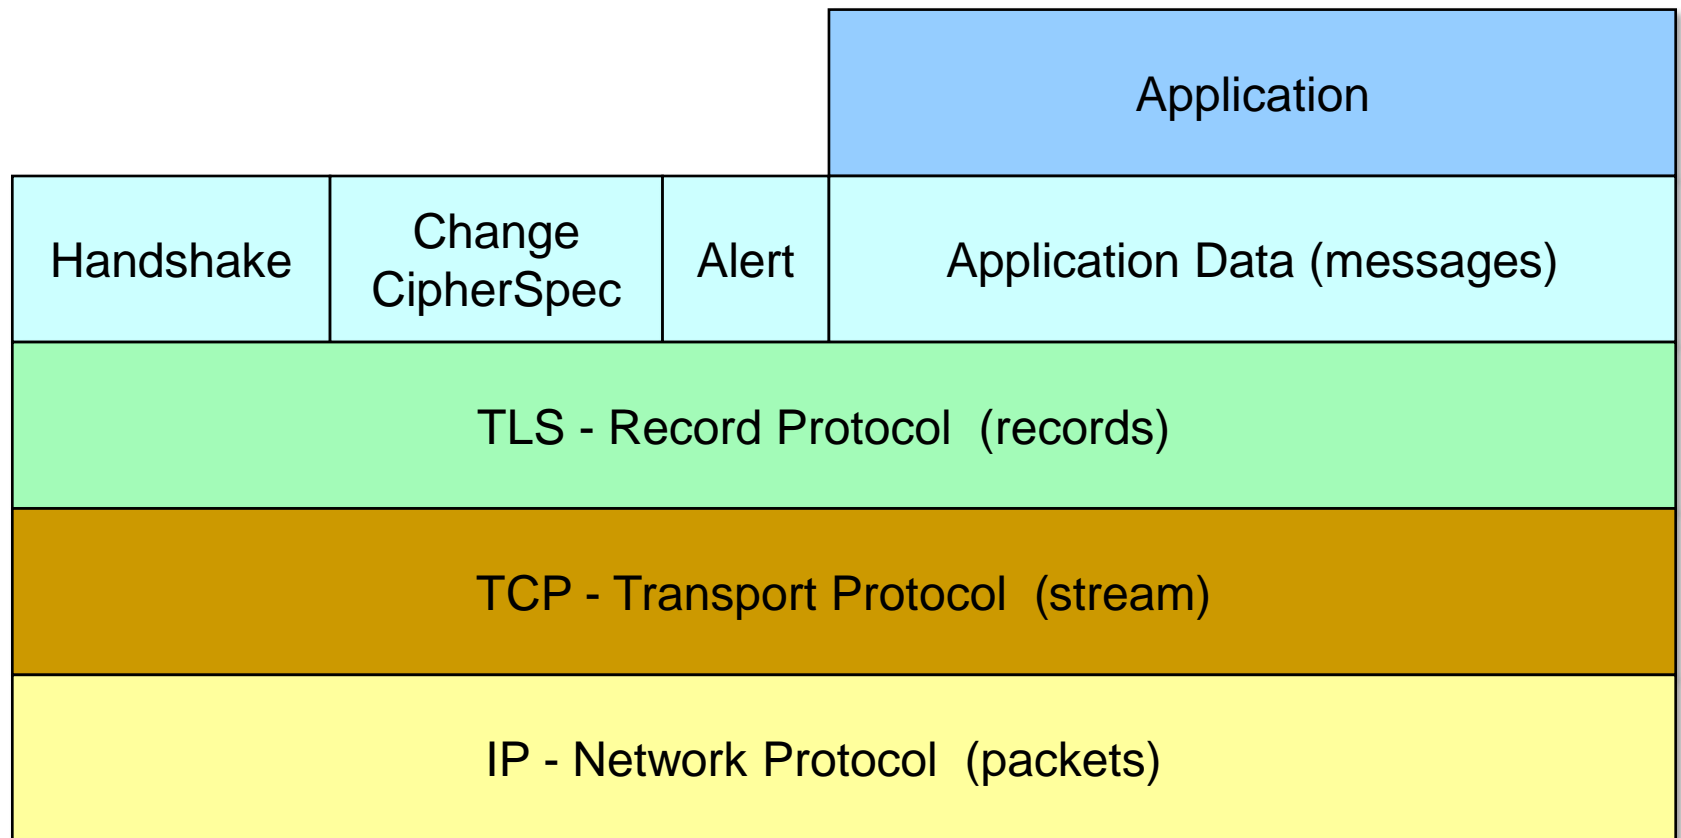 Application
Handshake
Change
CipherSpec
Alert
Application Data (messages)
TLS - Record Protocol  (records)
TCP - Transport Protocol  (stream)
IP - Network Protocol  (packets)